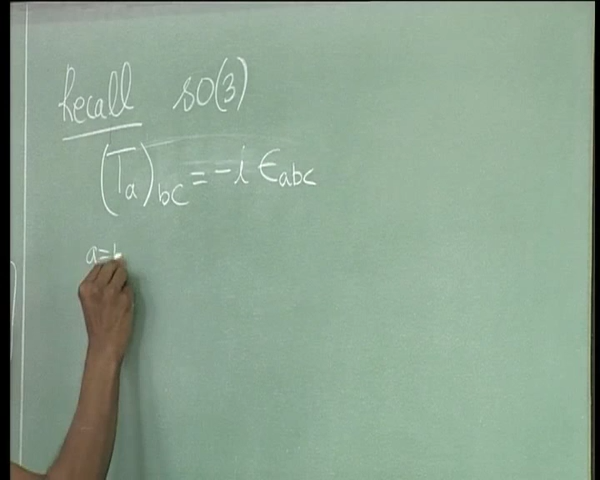 Recall so(3)
(Ta)bc = -i ϵabc
a=